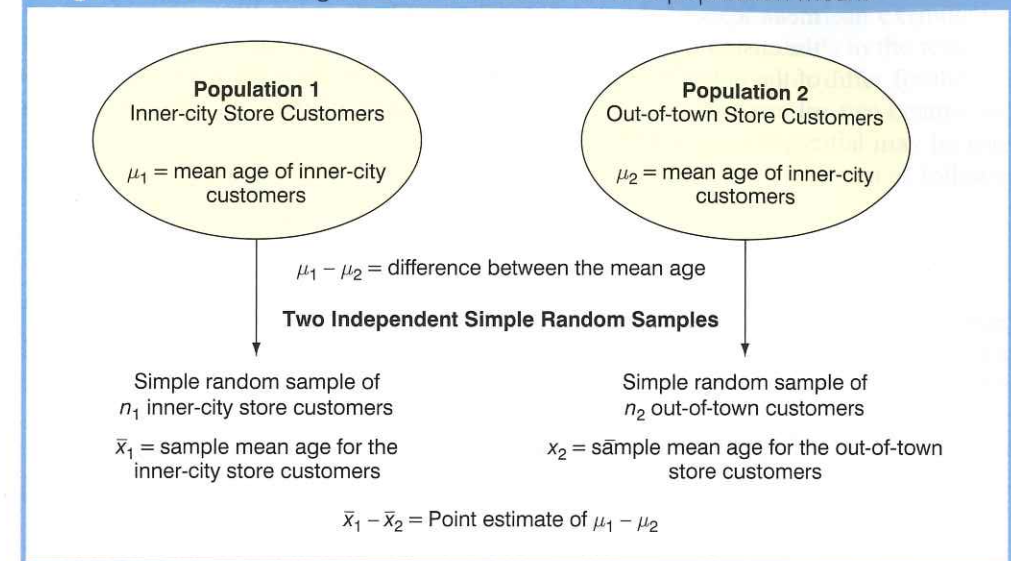 Population 1
Inner-city Store Customers
μ₁ = mean age of inner-city
customers
Population 2
Out-of-town Store Customers
μ₂ = mean age of inner-city
customers
μ₁ − μ₂ = difference between the mean age
Two Independent Simple Random Samples
Simple random sample of
n₁ inner-city store customers
x̄₁ = sample mean age for the
inner-city store customers
Simple random sample of
n₂ out-of-town customers
x₂ = sāmple mean age for the out-of-town
store customers
x̄₁ − x̄₂ = Point estimate of μ₁ − μ₂